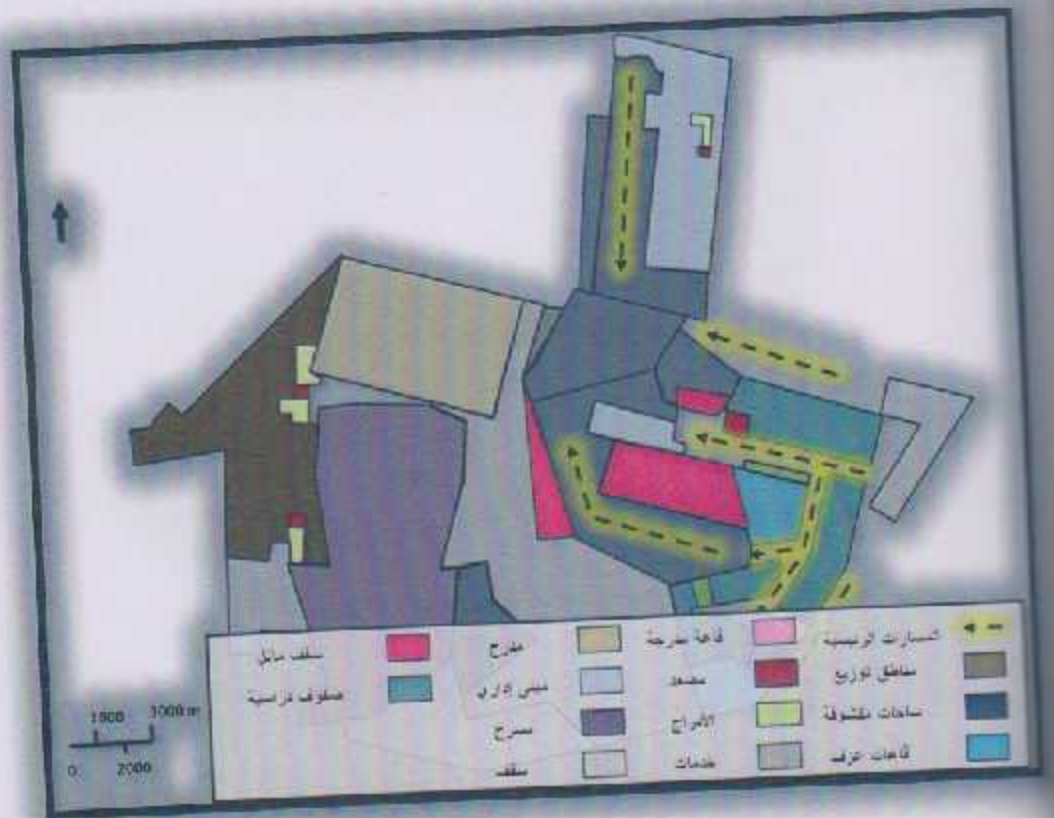 المسارات الرئيسية
قاعة مدرجة
مدرج
سقف مائل
مناطق توزيع
مصعد
مبنى إداري
صفوف دراسية
ساحات مكشوفة
الأدراج
مسرح
قاعات عزف
خدمات
سقف
1000 3000 m
0 2000